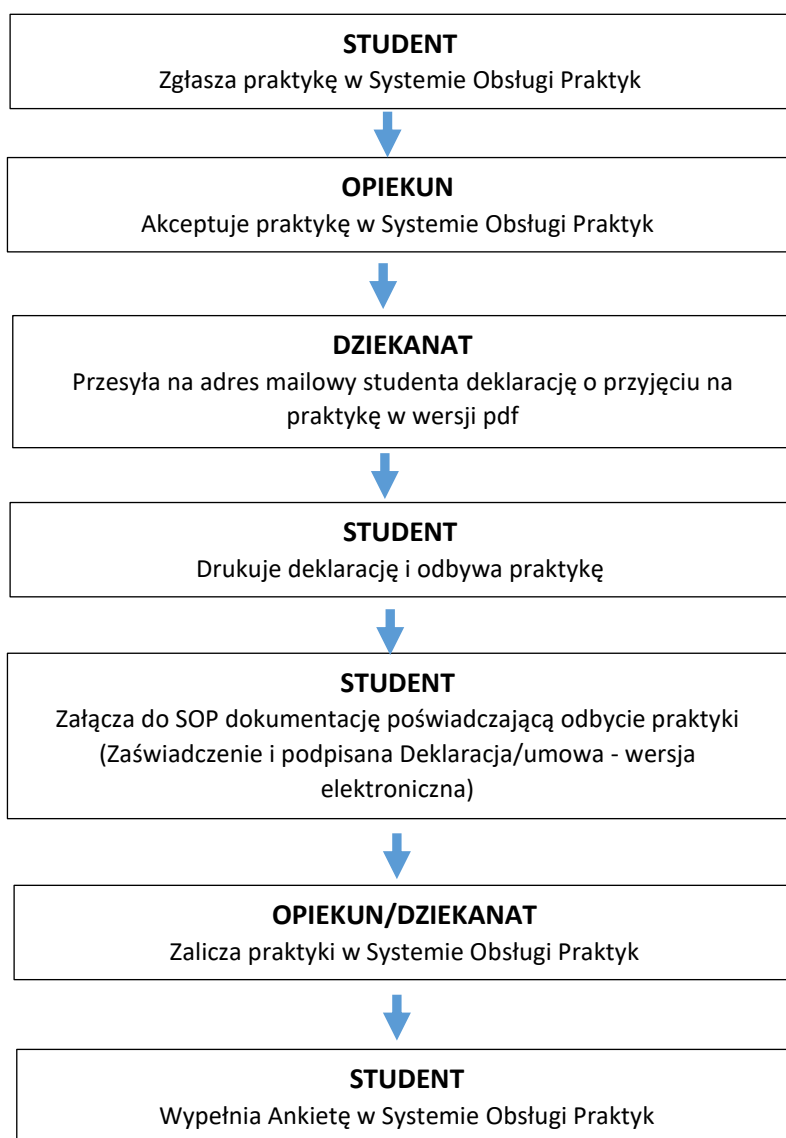 STUDENT
Zgłasza praktykę w Systemie Obsługi Praktyk
OPIEKUN
Akceptuje praktykę w Systemie Obsługi Praktyk
DZIEKANAT
Przesyła na adres mailowy studenta deklarację o przyjęciu na
praktykę w wersji pdf
STUDENT
Drukuje deklarację i odbywa praktykę
STUDENT
Załącza do SOP dokumentację poświadczającą odbycie praktyki
(Zaświadczenie i podpisana Deklaracja/umowa - wersja
elektroniczna)
OPIEKUN/DZIEKANAT
Zalicza praktyki w Systemie Obsługi Praktyk
STUDENT
Wypełnia Ankietę w Systemie Obsługi Praktyk